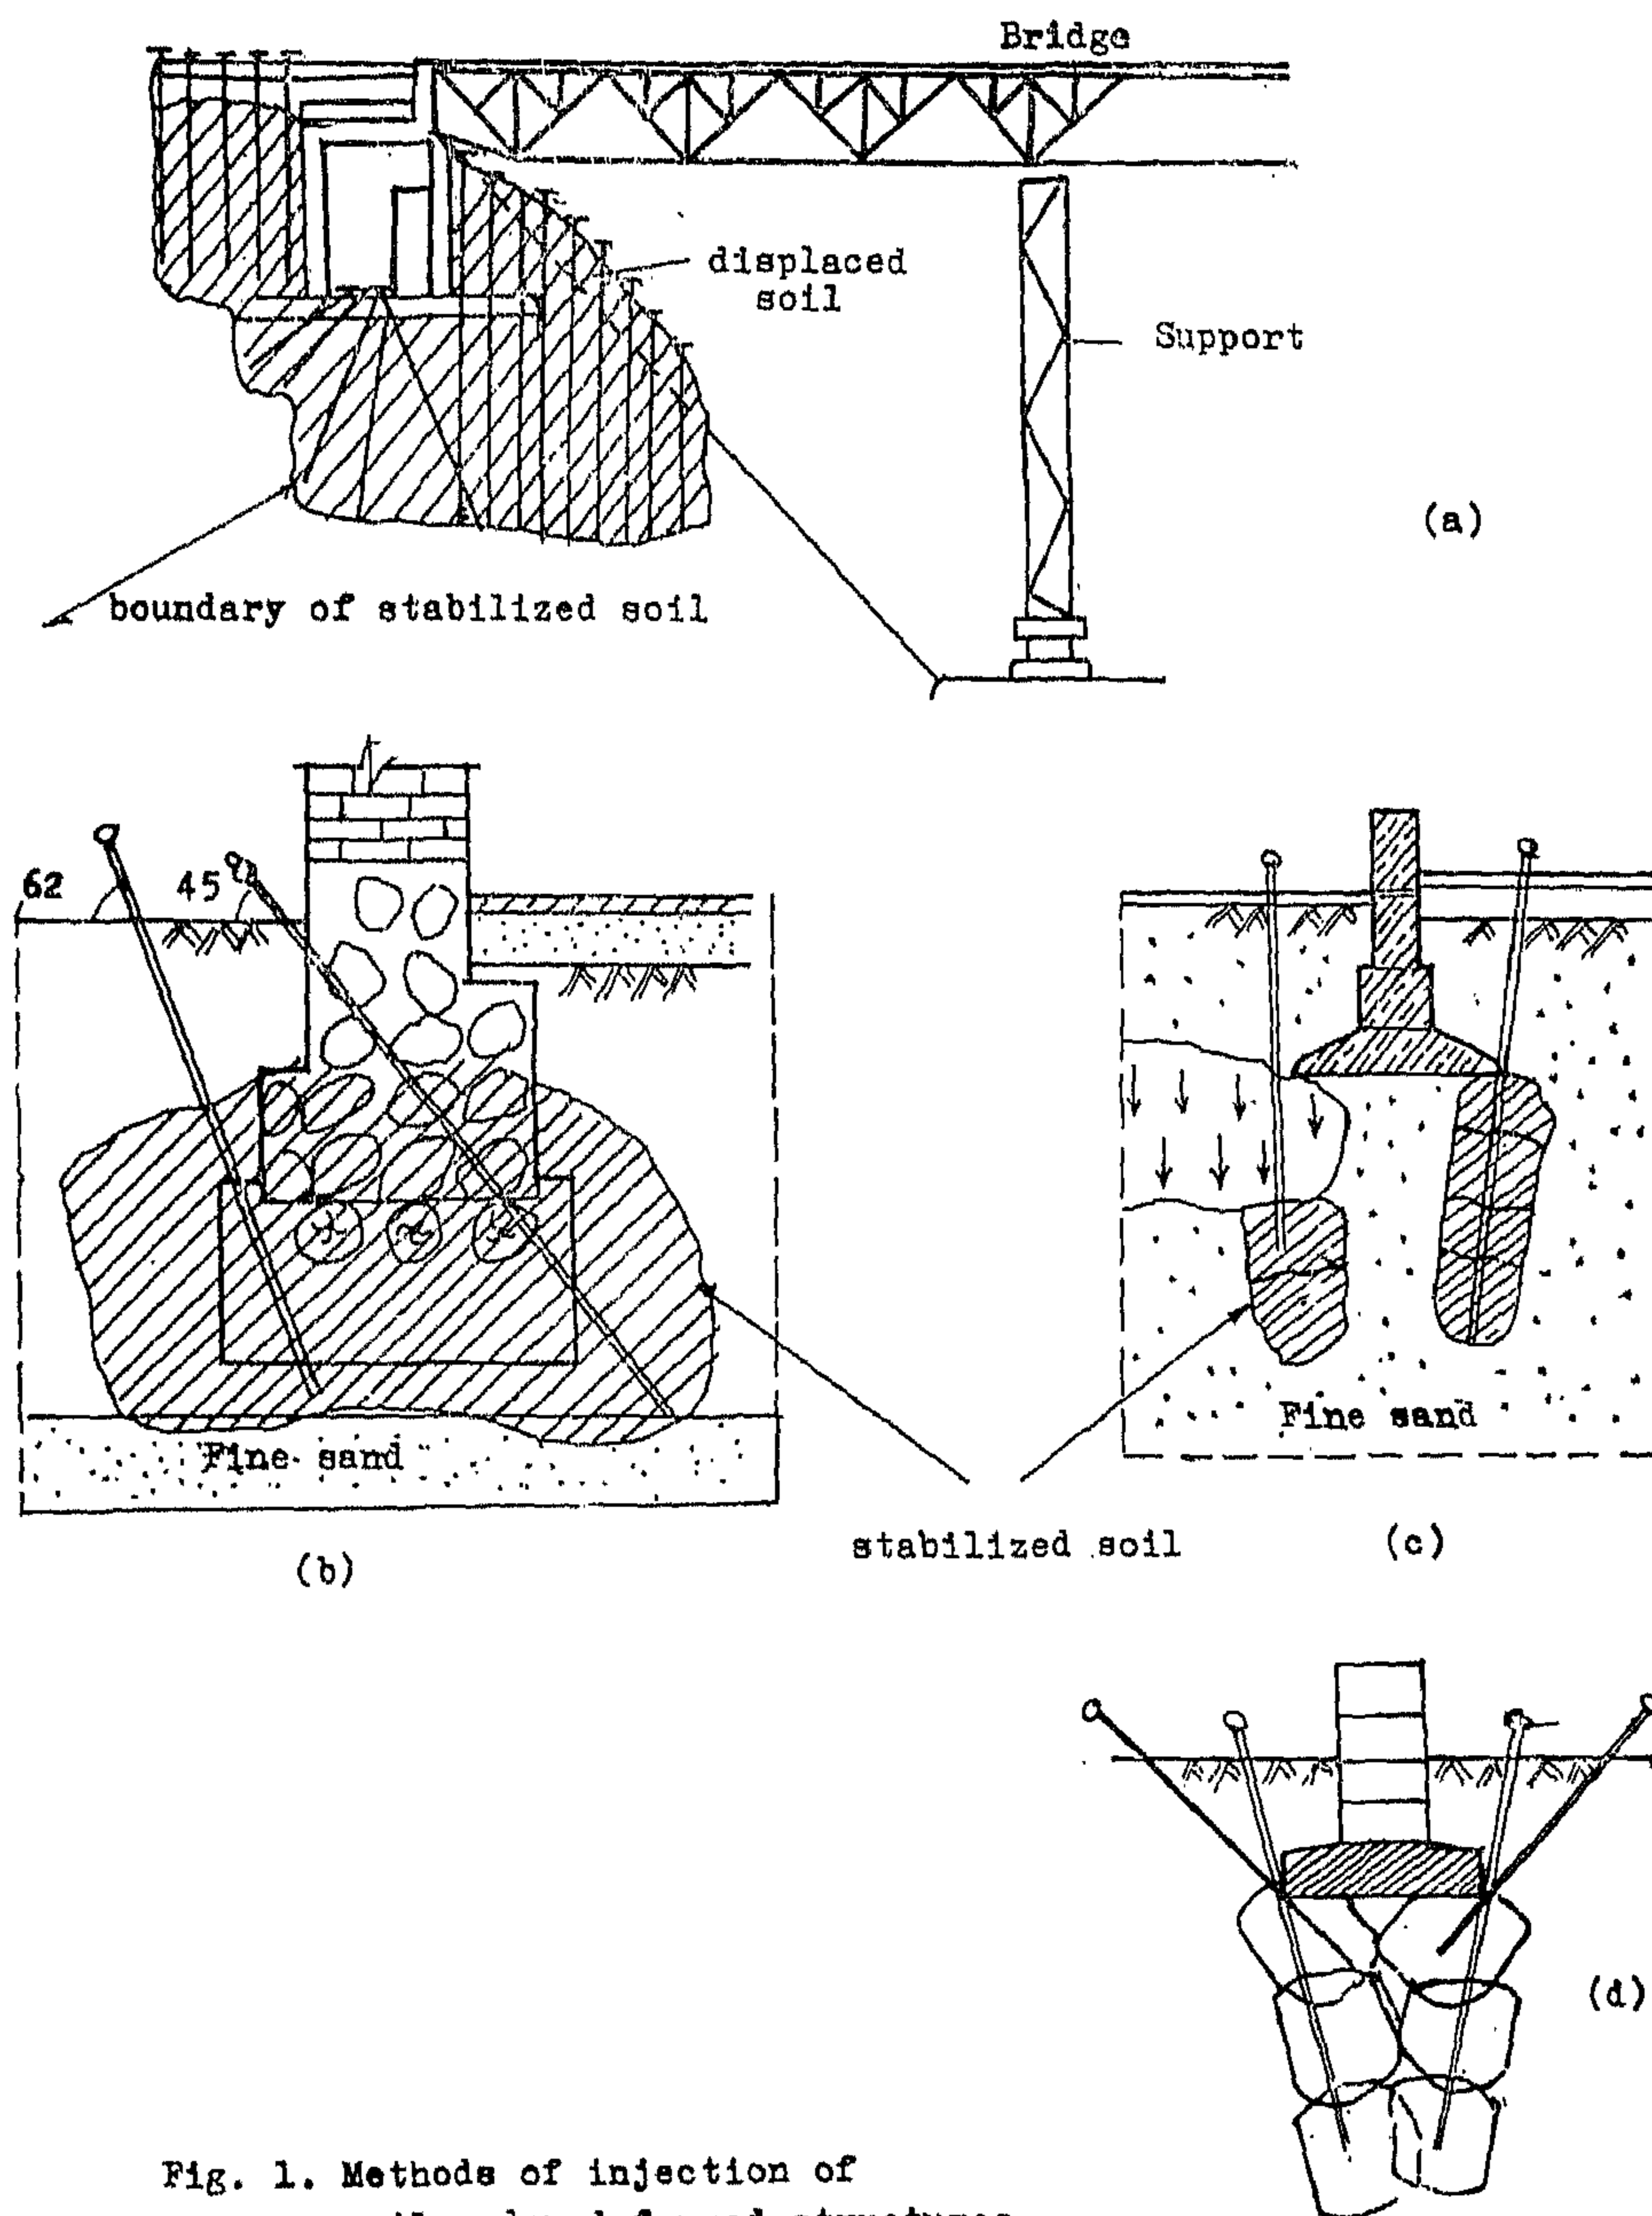 Bridge
displaced
soil
Support
(a)
boundary of stabilized soil
62
45
Fine sand
Fine sand
(b)
stabilized soil
(c)
(d)
Fig. 1. Methods of injection of
structures